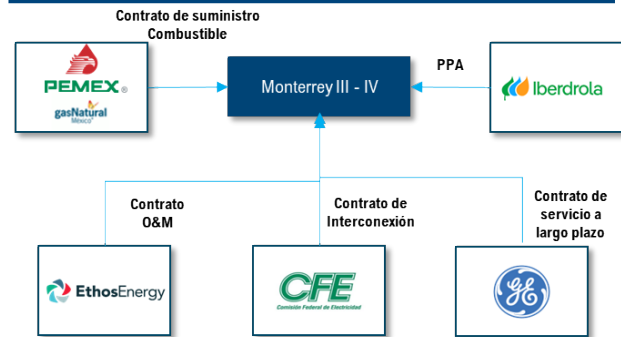 Contrato de suministro
Combustible
PEMEX®
gasNatural
México
Monterrey III - IV
PPA
Iberdrola
Contrato
O&M
Contrato de
Interconexión
Contrato de
servicio a
largo plazo
EthosEnergy
CFE
Comisión Federal de Electricidad
GE